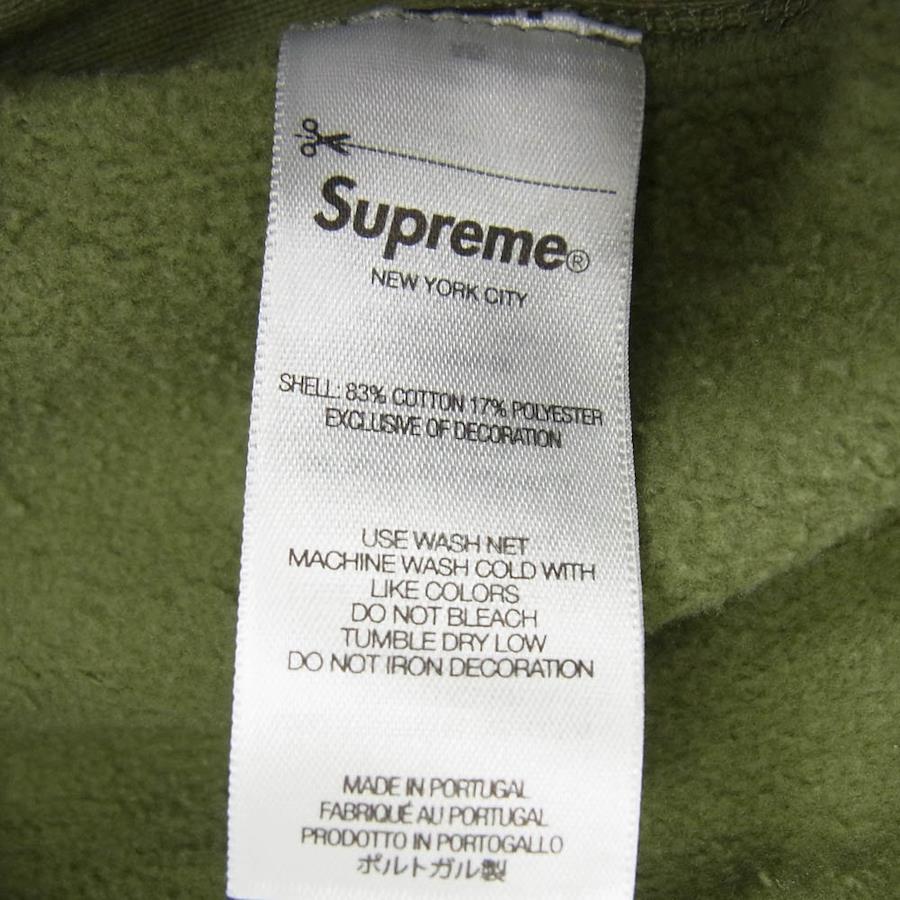 Supreme®
NEW YORK CITY
SHELL: 83% COTTON 17% POLYESTER
EXCLUSIVE OF DECORATION
USE WASH NET
MACHINE WASH COLD WITH
LIKE COLORS
DO NOT BLEACH
TUMBLE DRY LOW
DO NOT IRON DECORATION
MADE IN PORTUGAL
FABRIQUÉ AU PORTUGAL
PRODOTTO IN PORTOGALLO
ポルトガル製